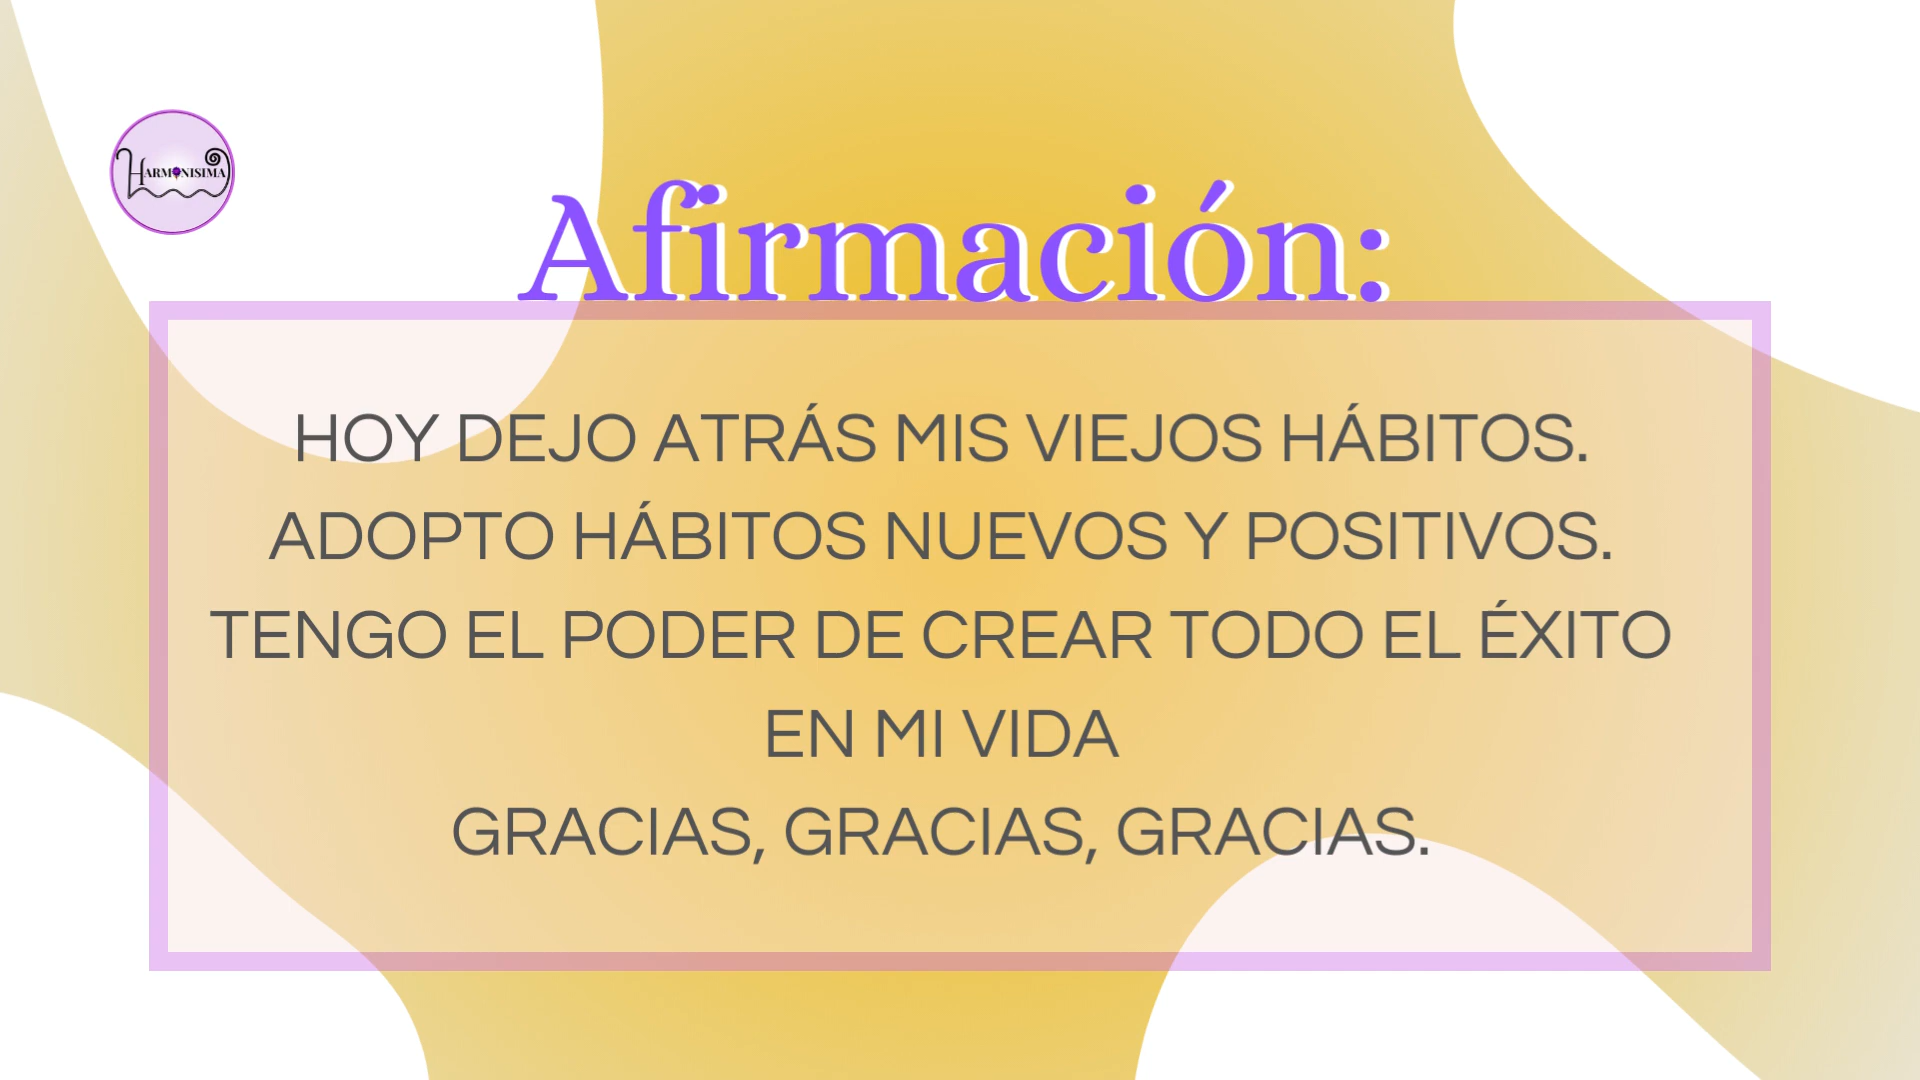 HARMONISIMA
Afirmación:
HOY DEJO ATRÁS MIS VIEJOS HÁBITOS.
ADOPTO HÁBITOS NUEVOS Y POSITIVOS.
TENGO EL PODER DE CREAR TODO EL ÉXITO
EN MI VIDA
GRACIAS, GRACIAS, GRACIAS.